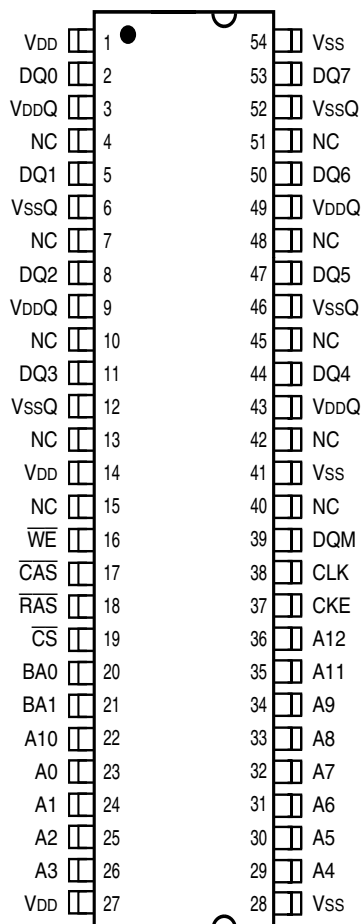 VDD 1 54 VSS
DQ0 2 53 DQ7
VDDQ 3 52 VSSQ
NC 4 51 NC
DQ1 5 50 DQ6
VSSQ 6 49 VDDQ
NC 7 48 NC
DQ2 8 47 DQ5
VDDQ 9 46 VSSQ
NC 10 45 NC
DQ3 11 44 DQ4
VSSQ 12 43 VDDQ
NC 13 42 NC
VDD 14 41 VSS
NC 15 40 NC
W̅E̅ 16 39 DQM
C̅A̅S̅ 17 38 CLK
R̅A̅S̅ 18 37 CKE
C̅S̅ 19 36 A12
BA0 20 35 A11
BA1 21 34 A9
A10 22 33 A8
A0 23 32 A7
A1 24 31 A6
A2 25 30 A5
A3 26 29 A4
VDD 27 28 VSS